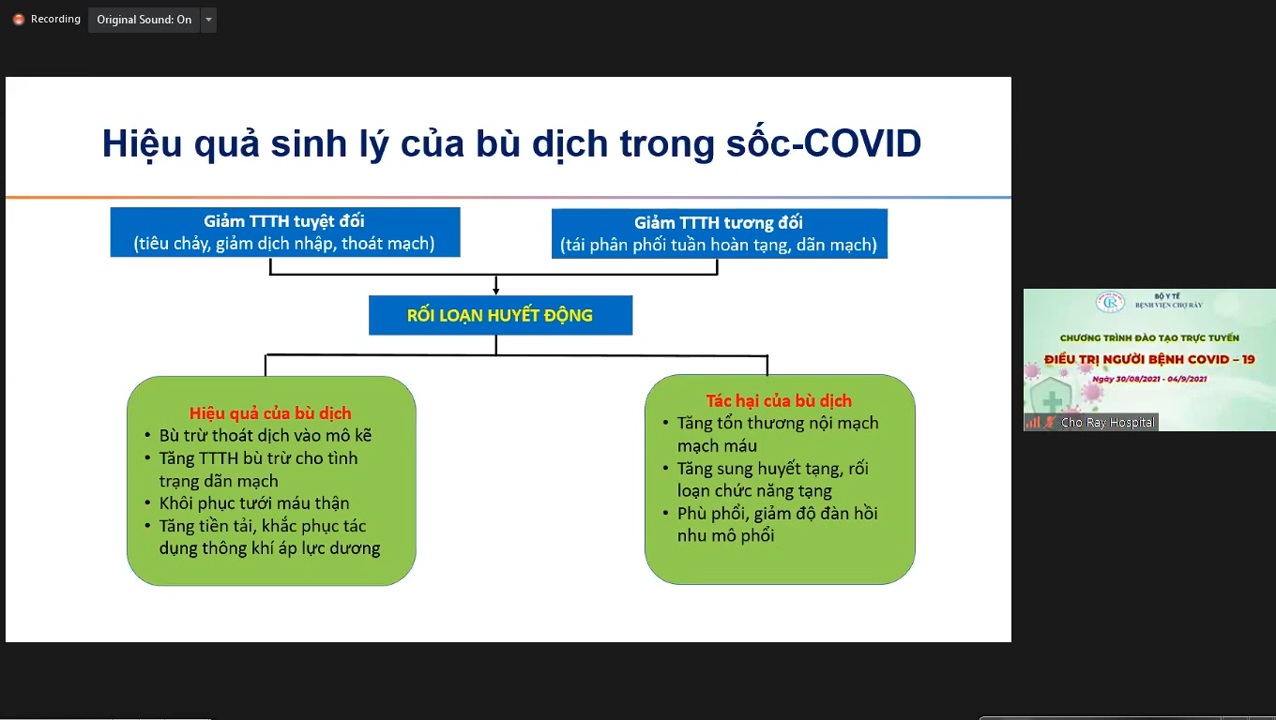 Recording
Original Sound: On
Hiệu quả sinh lý của bù dịch trong sốc-COVID
Giảm TTTH tuyệt đối
(tiêu chảy, giảm dịch nhập, thoát mạch)
Giảm TTTH tương đối
(tái phân phối tuần hoàn tạng, dãn mạch)
RỐI LOẠN HUYẾT ĐỘNG
Hiệu quả của bù dịch
• Bù trừ thoát dịch vào mô kẽ
• Tăng TTTH bù trừ cho tình
trạng dãn mạch
• Khôi phục tưới máu thận
• Tăng tiền tải, khắc phục tác
dụng thông khí áp lực dương
Tác hại của bù dịch
• Tăng tổn thương nội mạch
mạch máu
• Tăng sung huyết tạng, rối
loạn chức năng tạng
• Phù phổi, giảm độ đàn hồi
nhu mô phổi
BỘ Y TẾ
BỆNH VIỆN CHỢ RẪY
CHƯƠNG TRÌNH ĐÀO TẠO TRỰC TUYẾN
ĐIỀU TRỊ NGƯỜI BỆNH COVID – 19
Ngày 30/08/2021 - 04/9/2021
Cho Ray Hospital